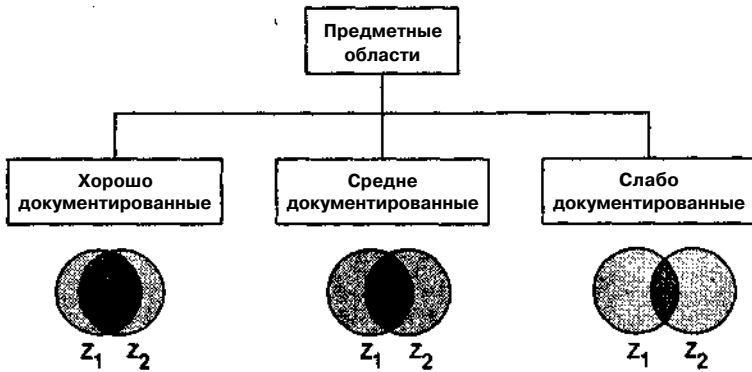 Предметные
области
Хорошо
документированные
Средне
документированные
Слабо
документированные
Z₁ Z₂
Z₁ Z₂
Z₁ Z₂